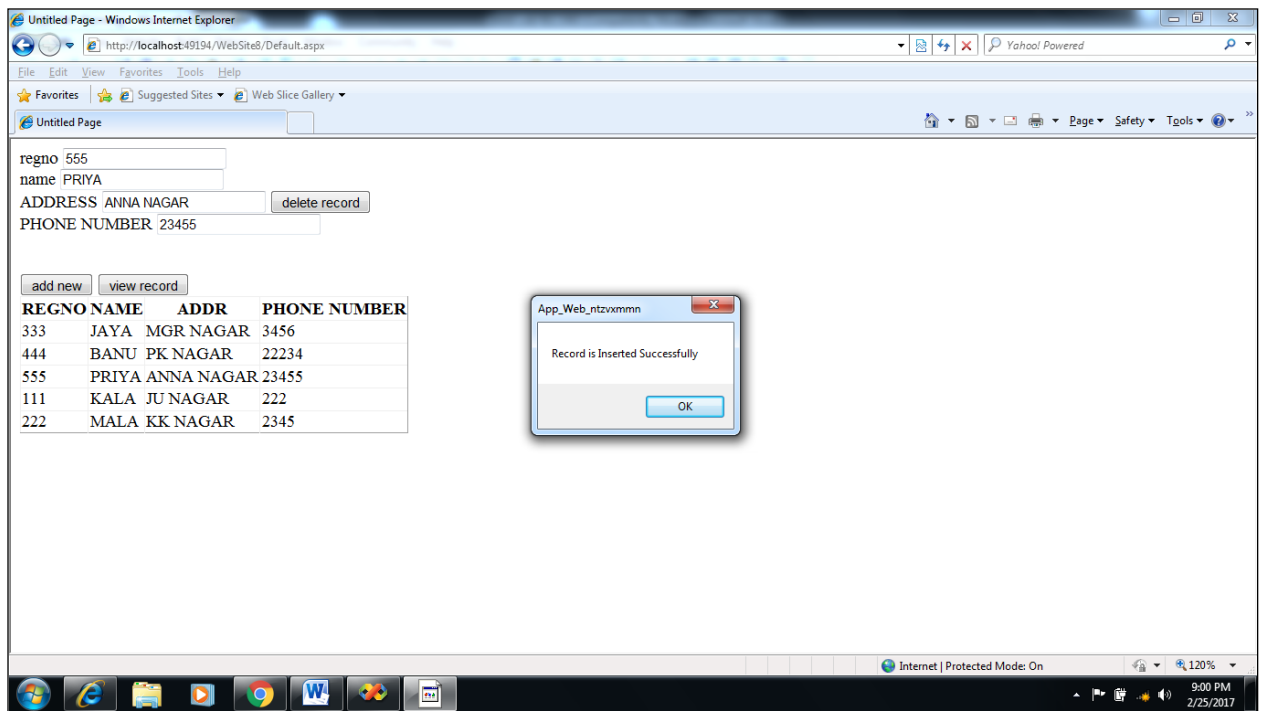 Untitled Page - Windows Internet Explorer
http://localhost:49194/WebSite8/Default.aspx
Yahoo! Powered
File Edit View Favorites Tools Help
Favorites Suggested Sites Web Slice Gallery
Untitled Page
Page Safety Tools
regno 555
name PRIYA
ADDRESS ANNA NAGAR delete record
PHONE NUMBER 23455
add new view record
REGNO NAME ADDR PHONE NUMBER
333 JAYA MGR NAGAR 3456
444 BANU PK NAGAR 22234
555 PRIYA ANNA NAGAR 23455
111 KALA JU NAGAR 222
222 MALA KK NAGAR 2345
App_Web_ntzvxmmn
Record is Inserted Successfully
OK
Internet | Protected Mode: On
120%
9:00 PM
2/25/2017